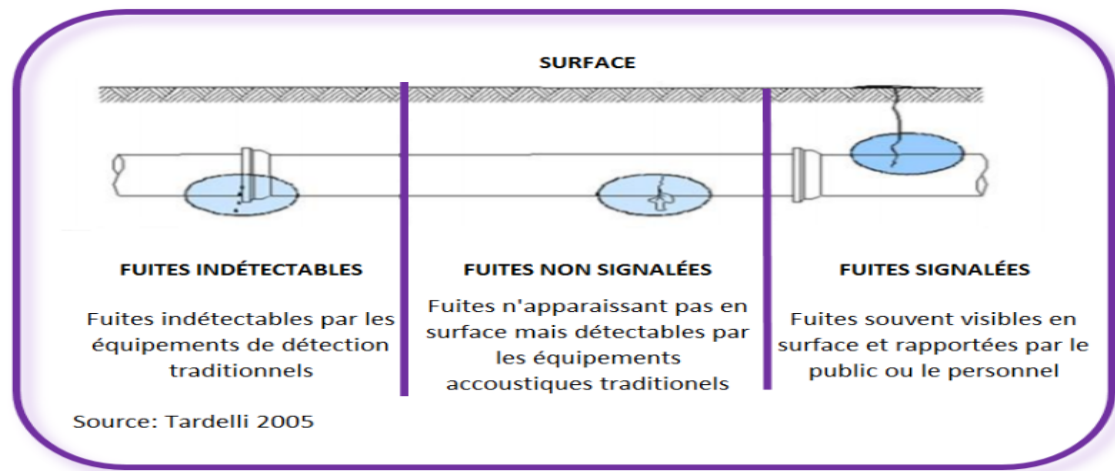 SURFACE
FUITES INDÉTECTABLES
Fuites indétectables par les
équipements de détection
traditionnels
FUITES NON SIGNALÉES
Fuites n'apparaissant pas en
surface mais détectables par
les équipements
accoustiques traditionels
FUITES SIGNALÉES
Fuites souvent visibles en
surface et rapportées par le
public ou le personnel
Source: Tardelli 2005